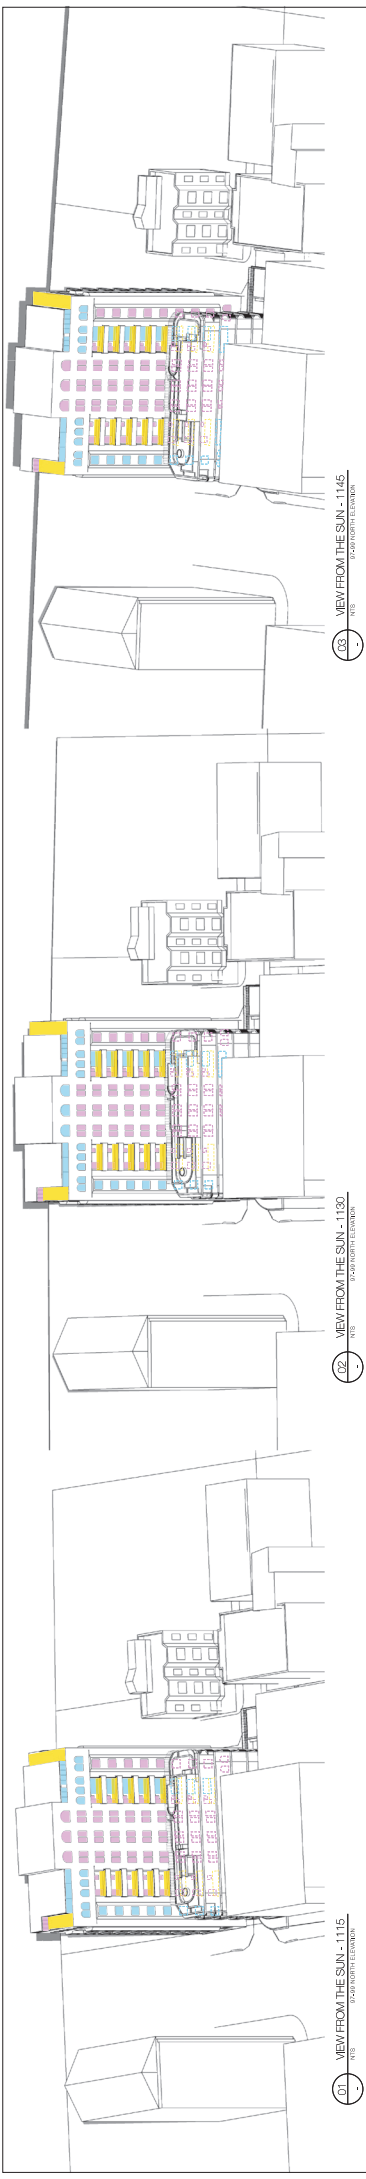 01
-
VIEW FROM THE SUN - 1115
NTS
97-99 NORTH ELEVATION
02
-
VIEW FROM THE SUN - 1130
NTS
97-99 NORTH ELEVATION
03
-
VIEW FROM THE SUN - 1145
NTS
97-99 NORTH ELEVATION